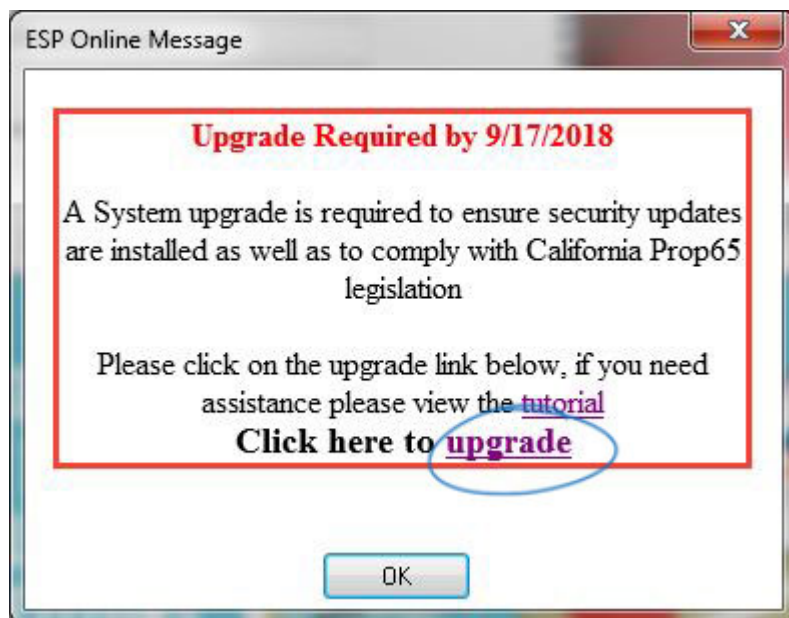 ESP Online Message
Upgrade Required by 9/17/2018
A System upgrade is required to ensure security updates
are installed as well as to comply with California Prop65
legislation
Please click on the upgrade link below, if you need
assistance please view the tutorial
Click here to upgrade
OK